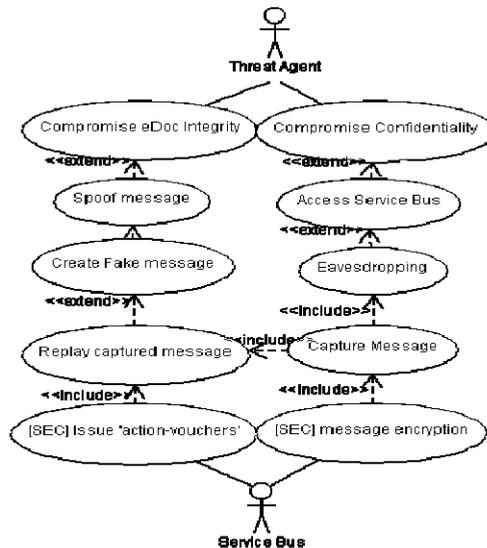 Threat Agent
Compromise eDoc Integrity
Compromise Confidentiality
<<extend>>
<<extend>>
Spoof message
Access Service Bus
<<extend>>
Create Fake message
Eavesdropping
<<extend>>
<<include>>
<<include>>
Replay captured message
Capture Message
<<include>>
<<include>>
[SEC] Issue 'action-vouchers'
[SEC] message encryption
Service Bus